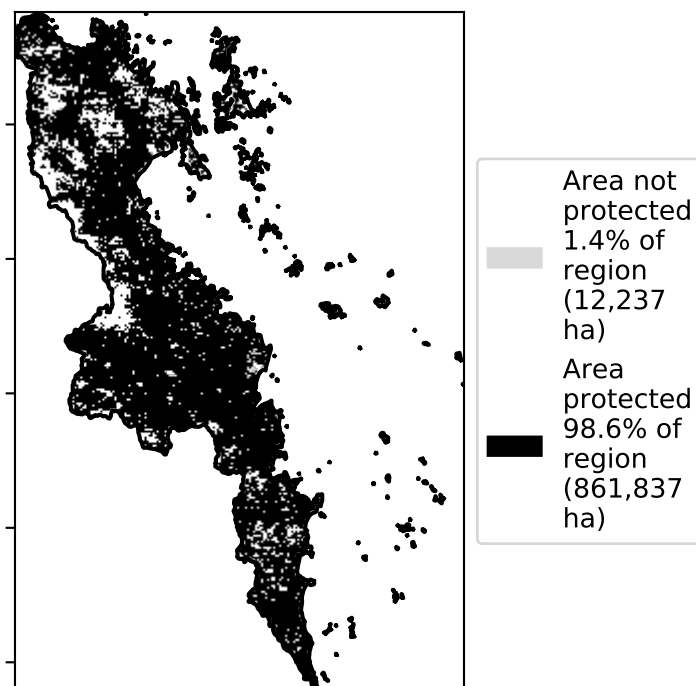 Area not
protected
1.4% of
region
(12,237
ha)
Area
protected
98.6% of
region
(861,837
ha)